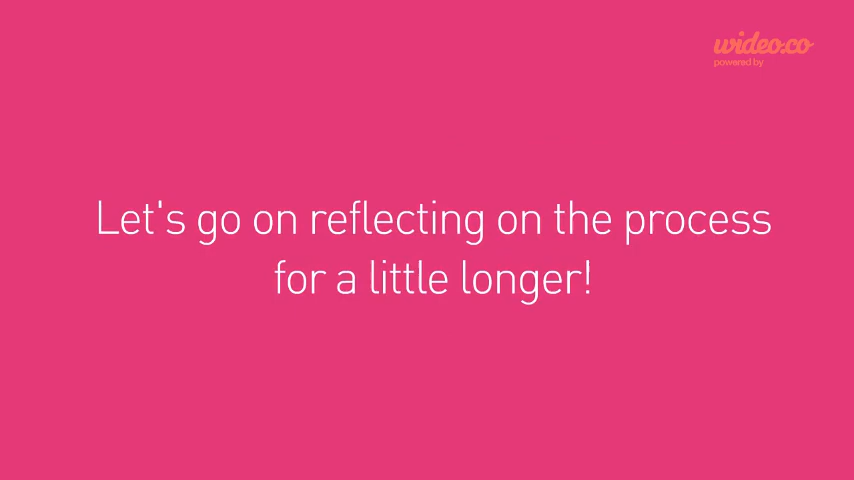 wideo.co
powered by
Let's go on reflecting on the process
for a little longer!